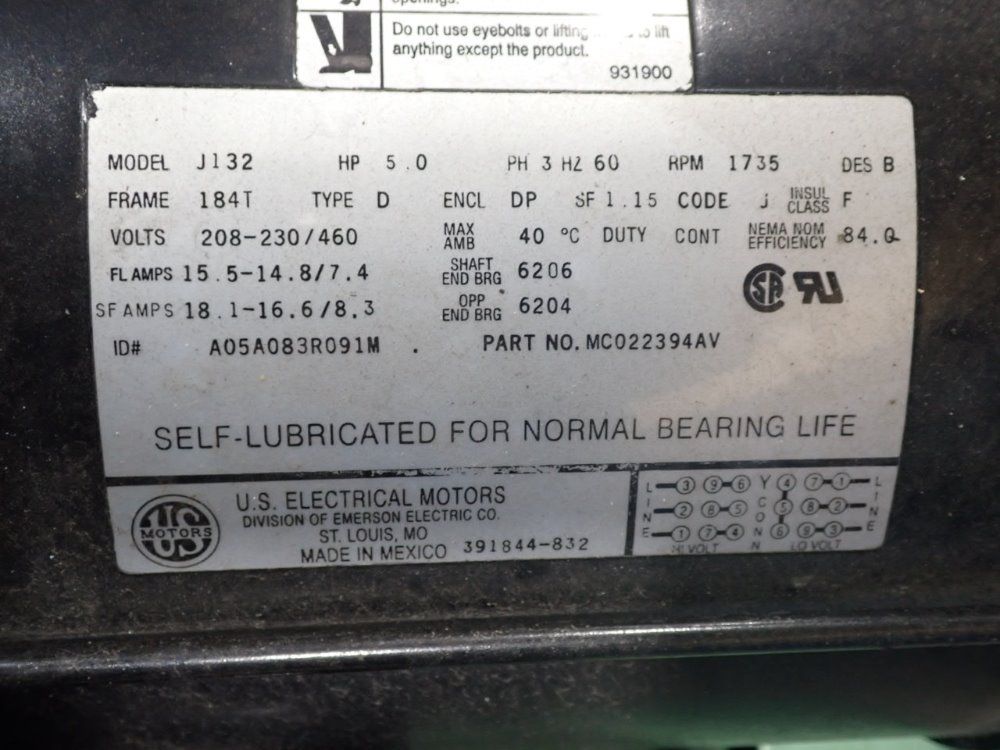 openings.
Do not use eyebolts or lifting to lift
anything except the product.
931900
MODEL J132 HP 5.0 PH 3 HZ 60 RPM 1735 DES B
FRAME 184T TYPE D ENCL DP SF 1.15 CODE J INSUL CLASS F
VOLTS 208-230/460 MAX AMB 40 °C DUTY CONT NEMA NOM EFFICIENCY 84.0
FL AMPS 15.5-14.8/7.4 SHAFT END BRG 6206
SF AMPS 18.1-16.6/8.3 OPP END BRG 6204
ID# A05A083R091M . PART NO. MC022394AV
SELF-LUBRICATED FOR NORMAL BEARING LIFE
US MOTORS
U.S. ELECTRICAL MOTORS
DIVISION OF EMERSON ELECTRIC CO.
ST. LOUIS, MO
MADE IN MEXICO 391844-832
LINE 3 9-6 Y CONN 4 7-1 LINE
2 8-5 5 8-2
1 7-4 6 9-3
HI VOLT LO VOLT